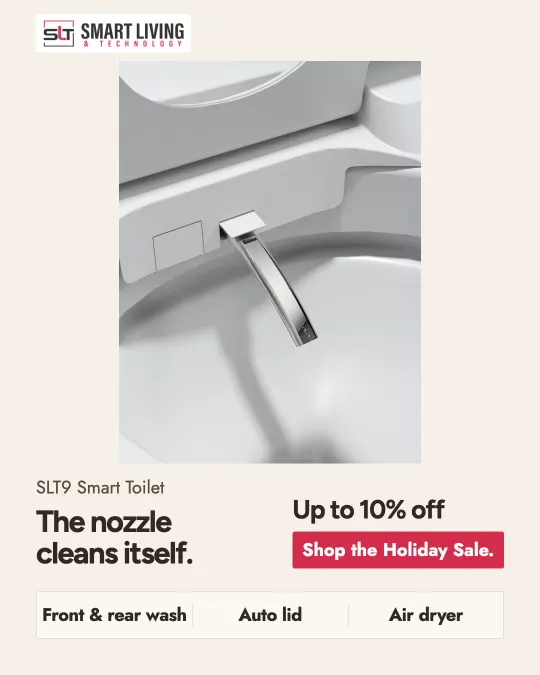 SLT SMART LIVING
& TECHNOLOGY
SLT9 Smart Toilet
The nozzle
cleans itself.
Up to 10% off
Shop the Holiday Sale.
Front & rear wash
Auto lid
Air dryer